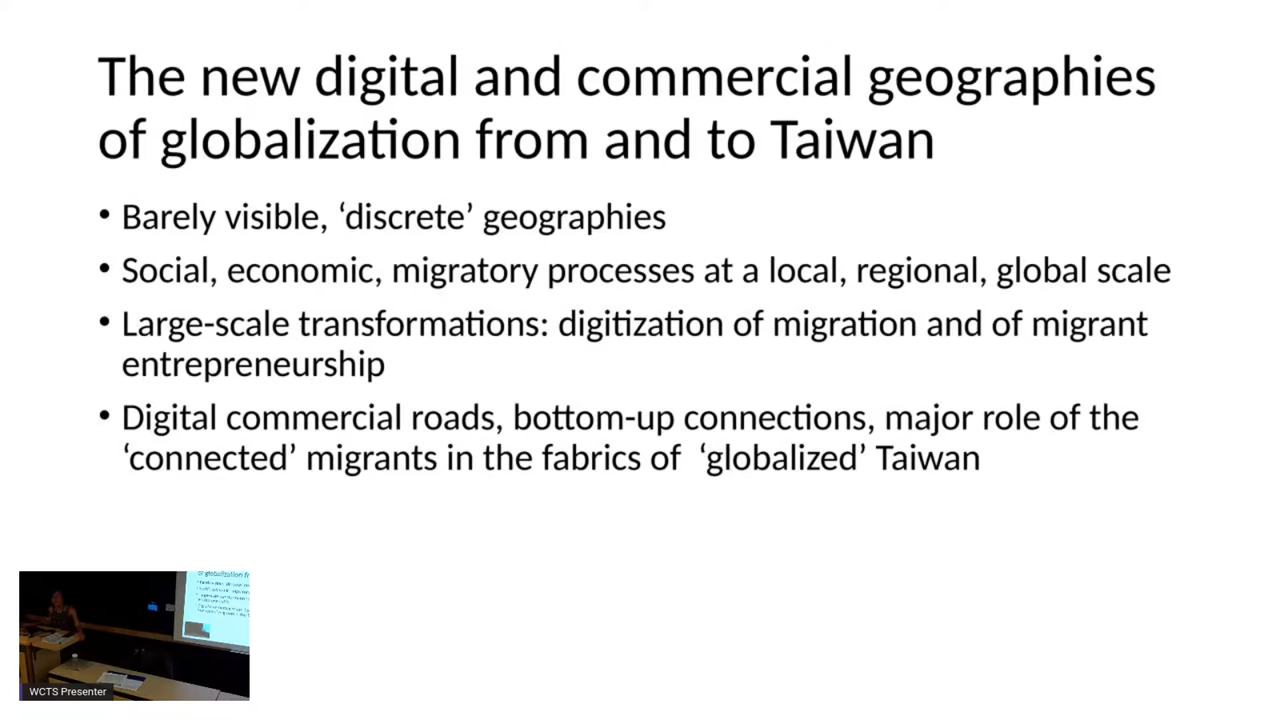 The new digital and commercial geographies
of globalization from and to Taiwan
• Barely visible, ‘discrete’ geographies
• Social, economic, migratory processes at a local, regional, global scale
• Large-scale transformations: digitization of migration and of migrant
entrepreneurship
• Digital commercial roads, bottom-up connections, major role of the
‘connected’ migrants in the fabrics of ‘globalized’ Taiwan
WCTS Presenter